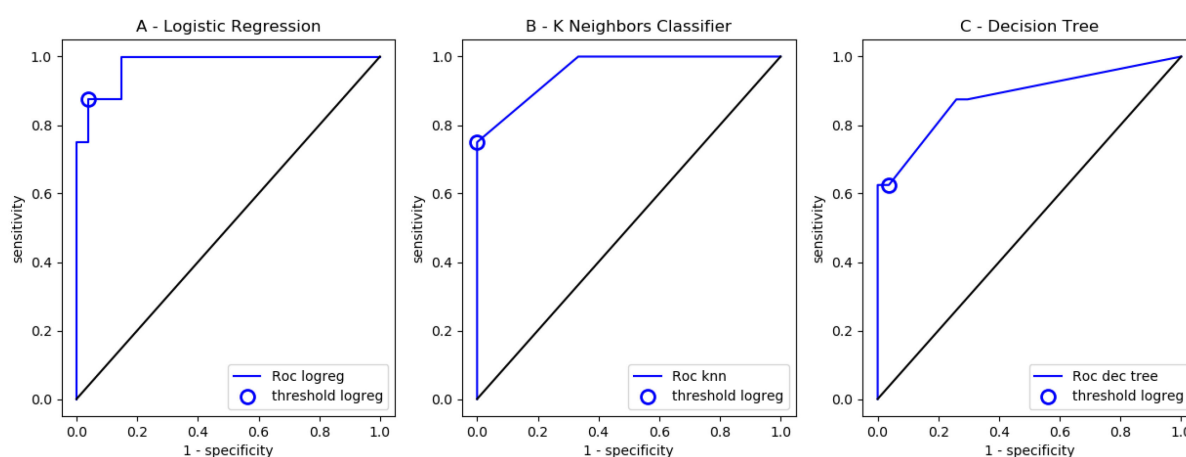 A - Logistic Regression
1.0
0.8
0.6
0.4
0.2
0.0
sensitivity
Roc logreg
threshold logreg
0.0 0.2 0.4 0.6 0.8 1.0
1 - specificity
B - K Neighbors Classifier
1.0
0.8
0.6
0.4
0.2
0.0
sensitivity
Roc knn
threshold logreg
0.0 0.2 0.4 0.6 0.8 1.0
1 - specificity
C - Decision Tree
1.0
0.8
0.6
0.4
0.2
0.0
sensitivity
Roc dec tree
threshold logreg
0.0 0.2 0.4 0.6 0.8 1.0
1 - specificity